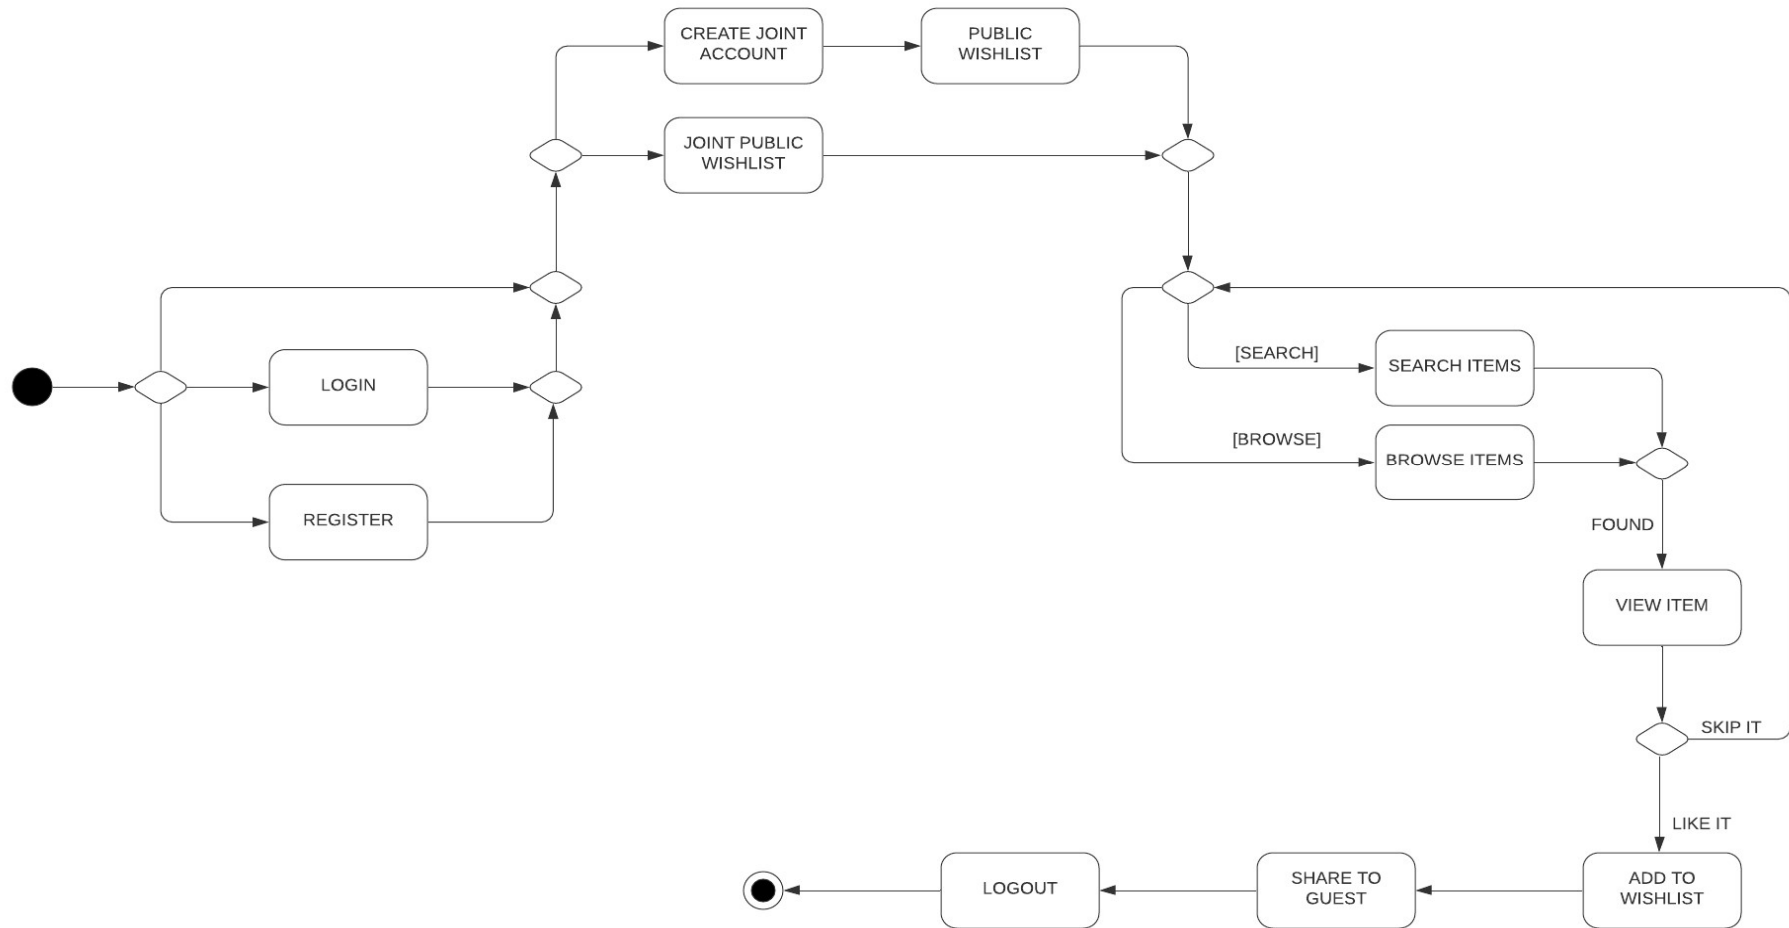 CREATE JOINT
ACCOUNT
PUBLIC
WISHLIST
JOINT PUBLIC
WISHLIST
LOGIN
REGISTER
[SEARCH]
SEARCH ITEMS
[BROWSE]
BROWSE ITEMS
FOUND
VIEW ITEM
SKIP IT
LIKE IT
ADD TO
WISHLIST
SHARE TO
GUEST
LOGOUT